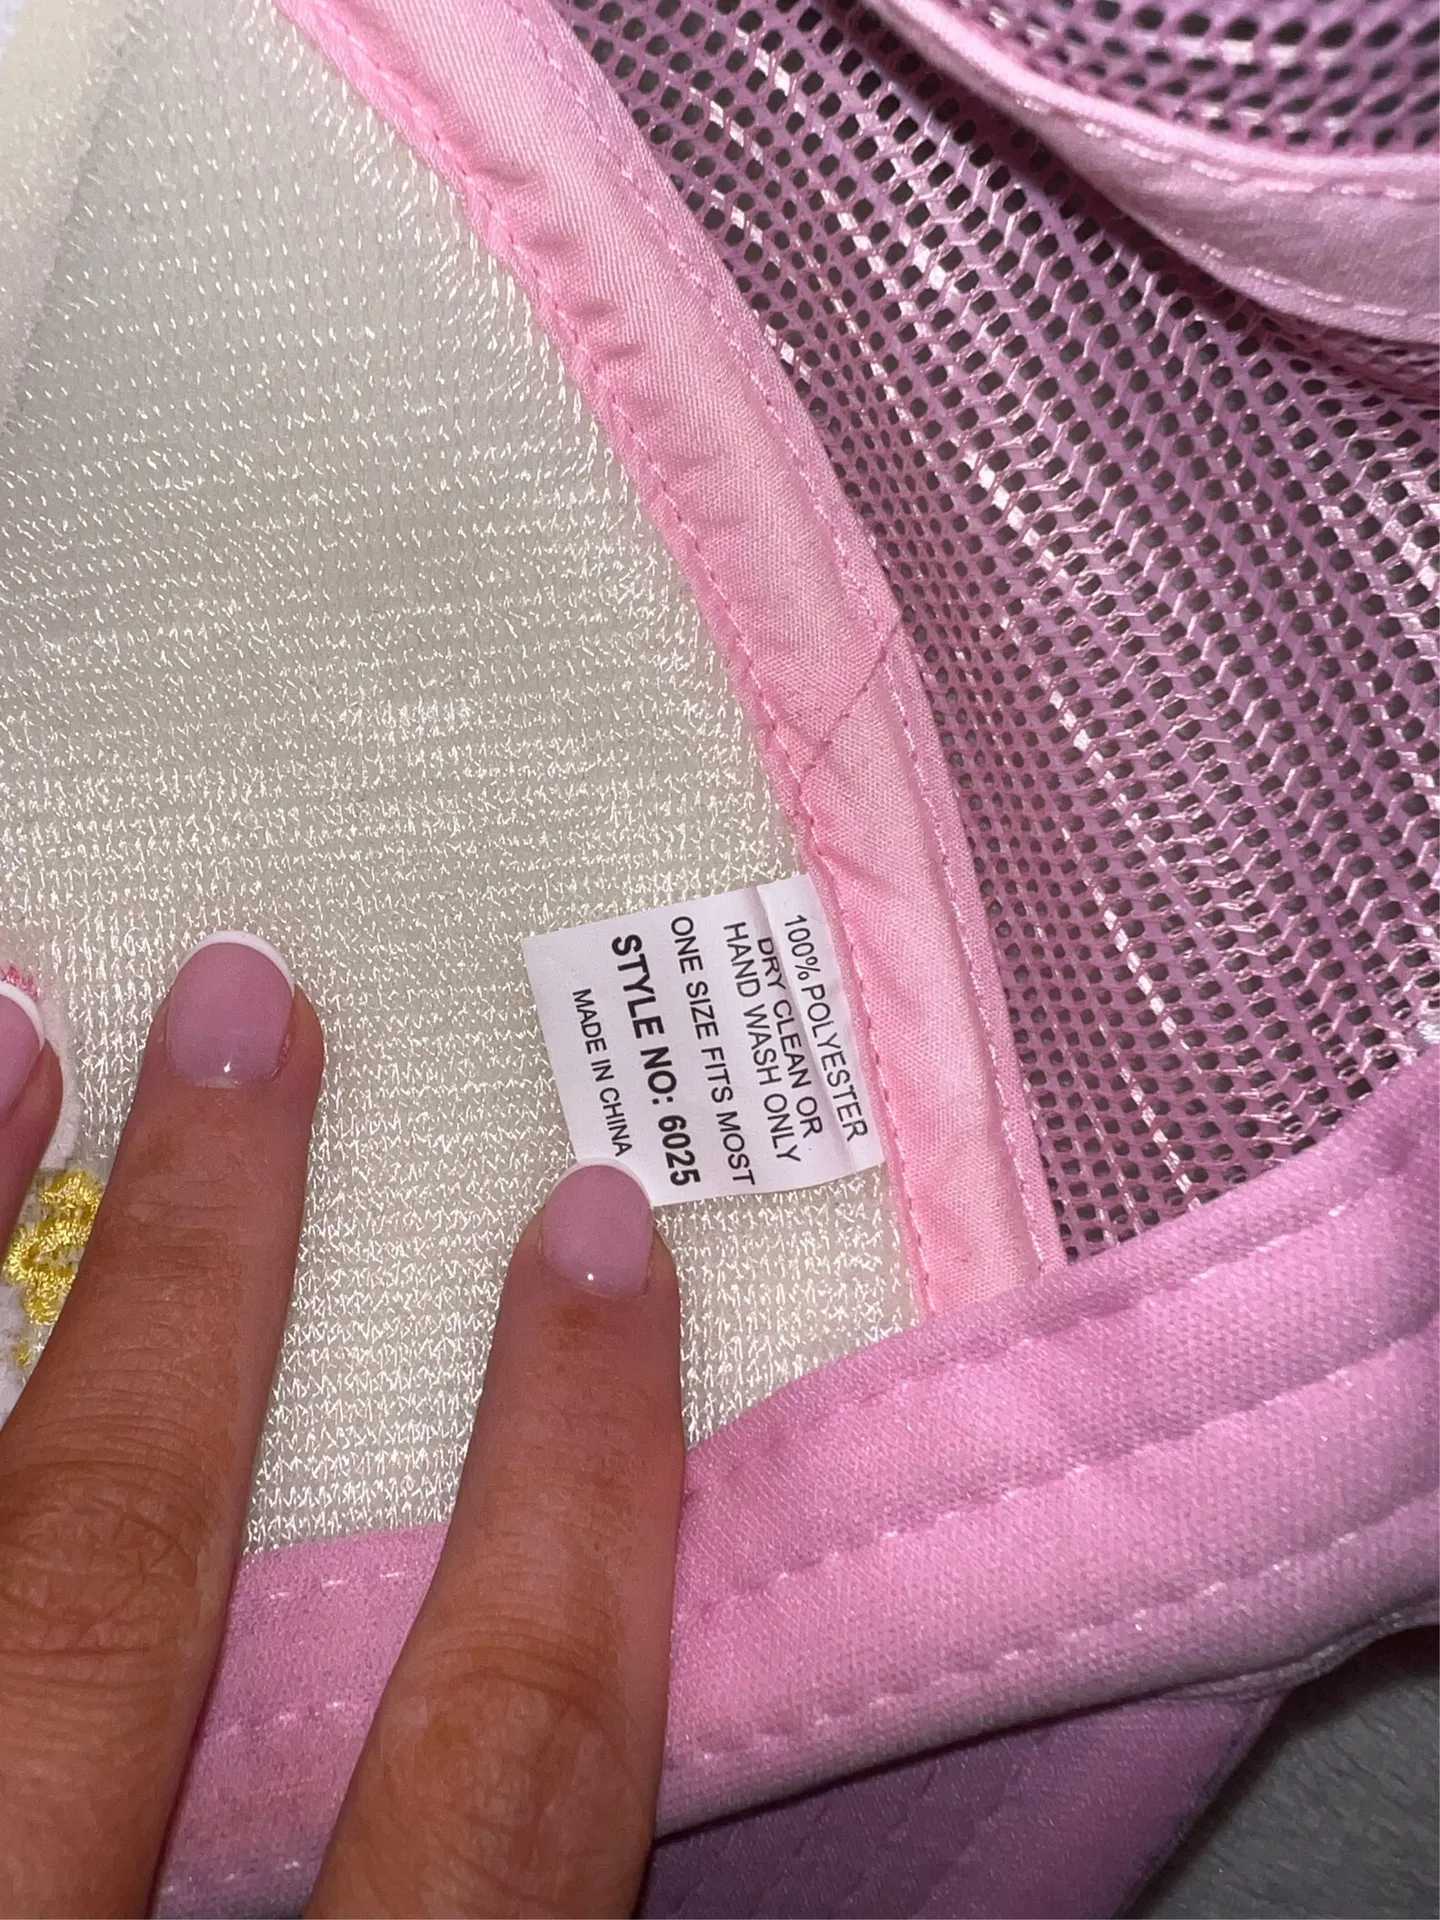 100% POLYESTER
DRY CLEAN OR
HAND WASH ONLY
ONE SIZE FITS MOST
STYLE NO: 6025
MADE IN CHINA